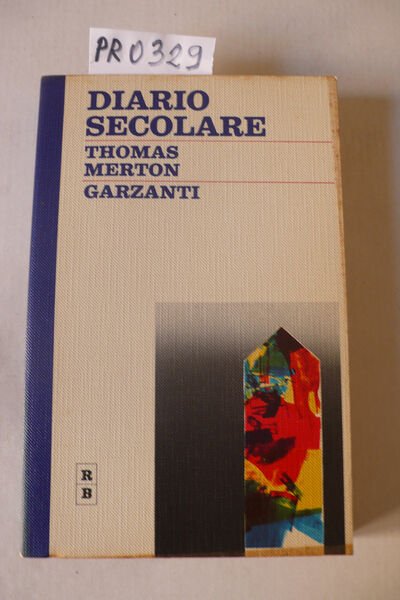 PR0329
DIARIO
SECOLARE
THOMAS
MERTON
GARZANTI
R
B